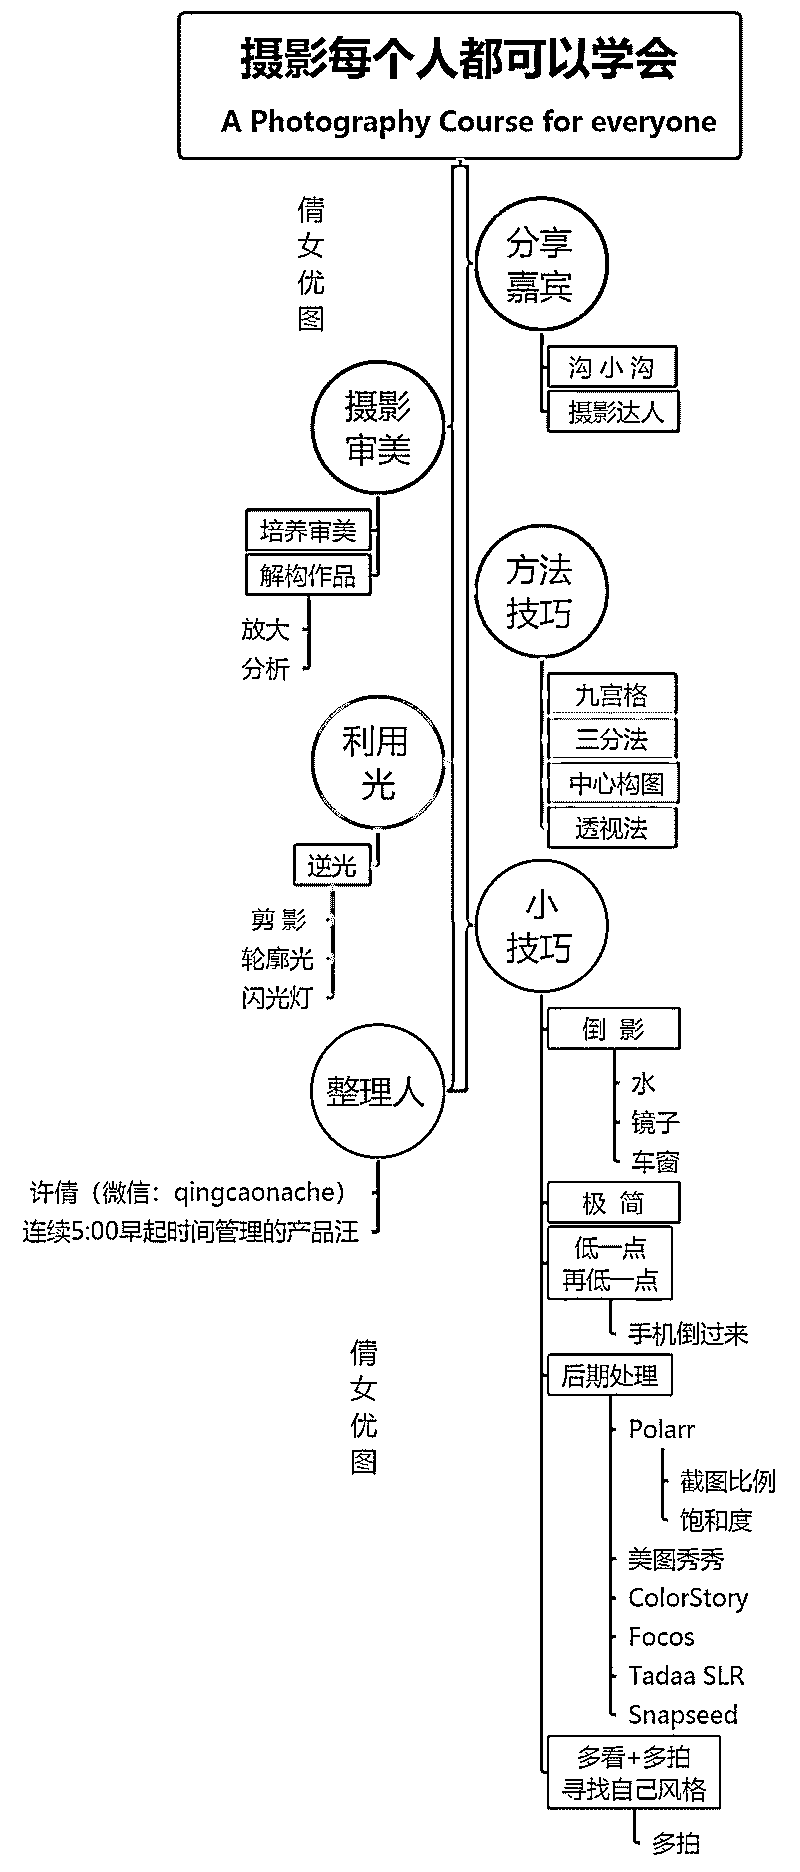 摄影每个人都可以学会
A Photography Course for everyone
倩
女
优
图
分享
嘉宾
沟 小 沟
摄影达人
摄影
审美
培养审美
解构作品
放大
分析
方法
技巧
九宫格
三分法
中心构图
透视法
利用
光
逆光
剪 影
轮廓光
闪光灯
小
技巧
倒 影
水
镜子
车窗
极 简
低一点
再低一点
手机倒过来
后期处理
Polarr
截图比例
饱和度
美图秀秀
ColorStory
Focos
Tadaa SLR
Snapseed
多看+多拍
寻找自己风格
多拍
整理人
许倩（微信：qingcaonache）
连续5:00早起时间管理的产品汪
倩
女
优
图